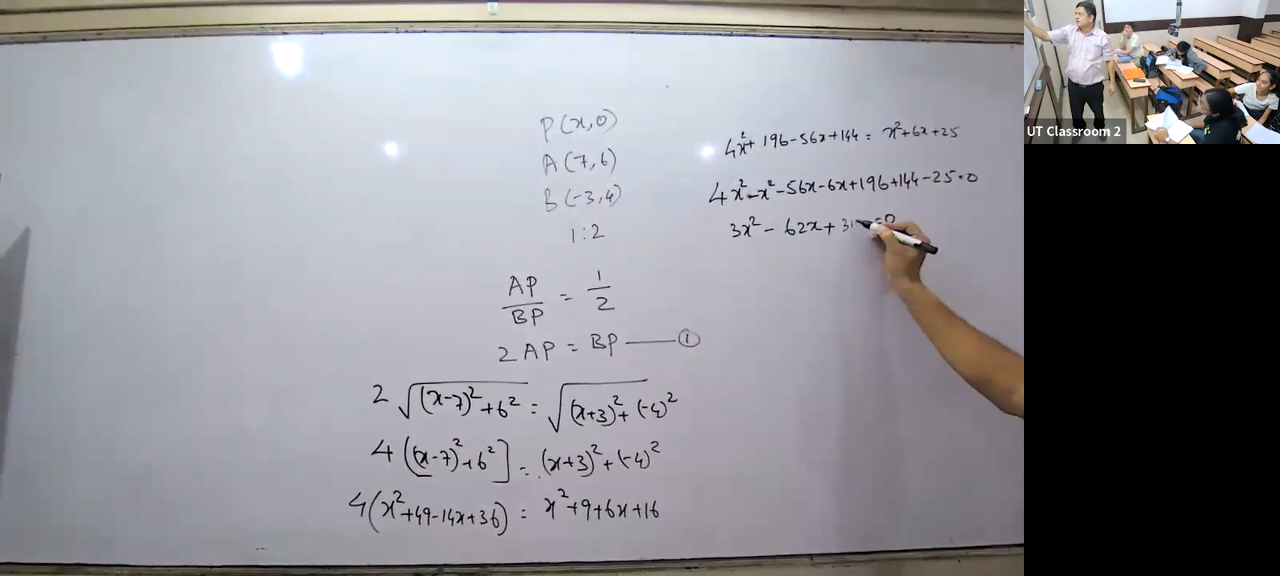 P(x,0)
A(7,6)
B(-3,4)
1:2
AP/BP = 1/2
2AP = BP —— ①
2√((x-7)²+6²) = √((x+3)²+(-4)²
4((x-7)²+6²] = (x+3)²+(-4)²
4(x²+49-14x+36) = x²+9+6x+16
4x²+196-56x+144 = x²+6x+25
4x²-x²-56x-6x+196+144-25=0
3x²-62x+31 =0
UT Classroom 2